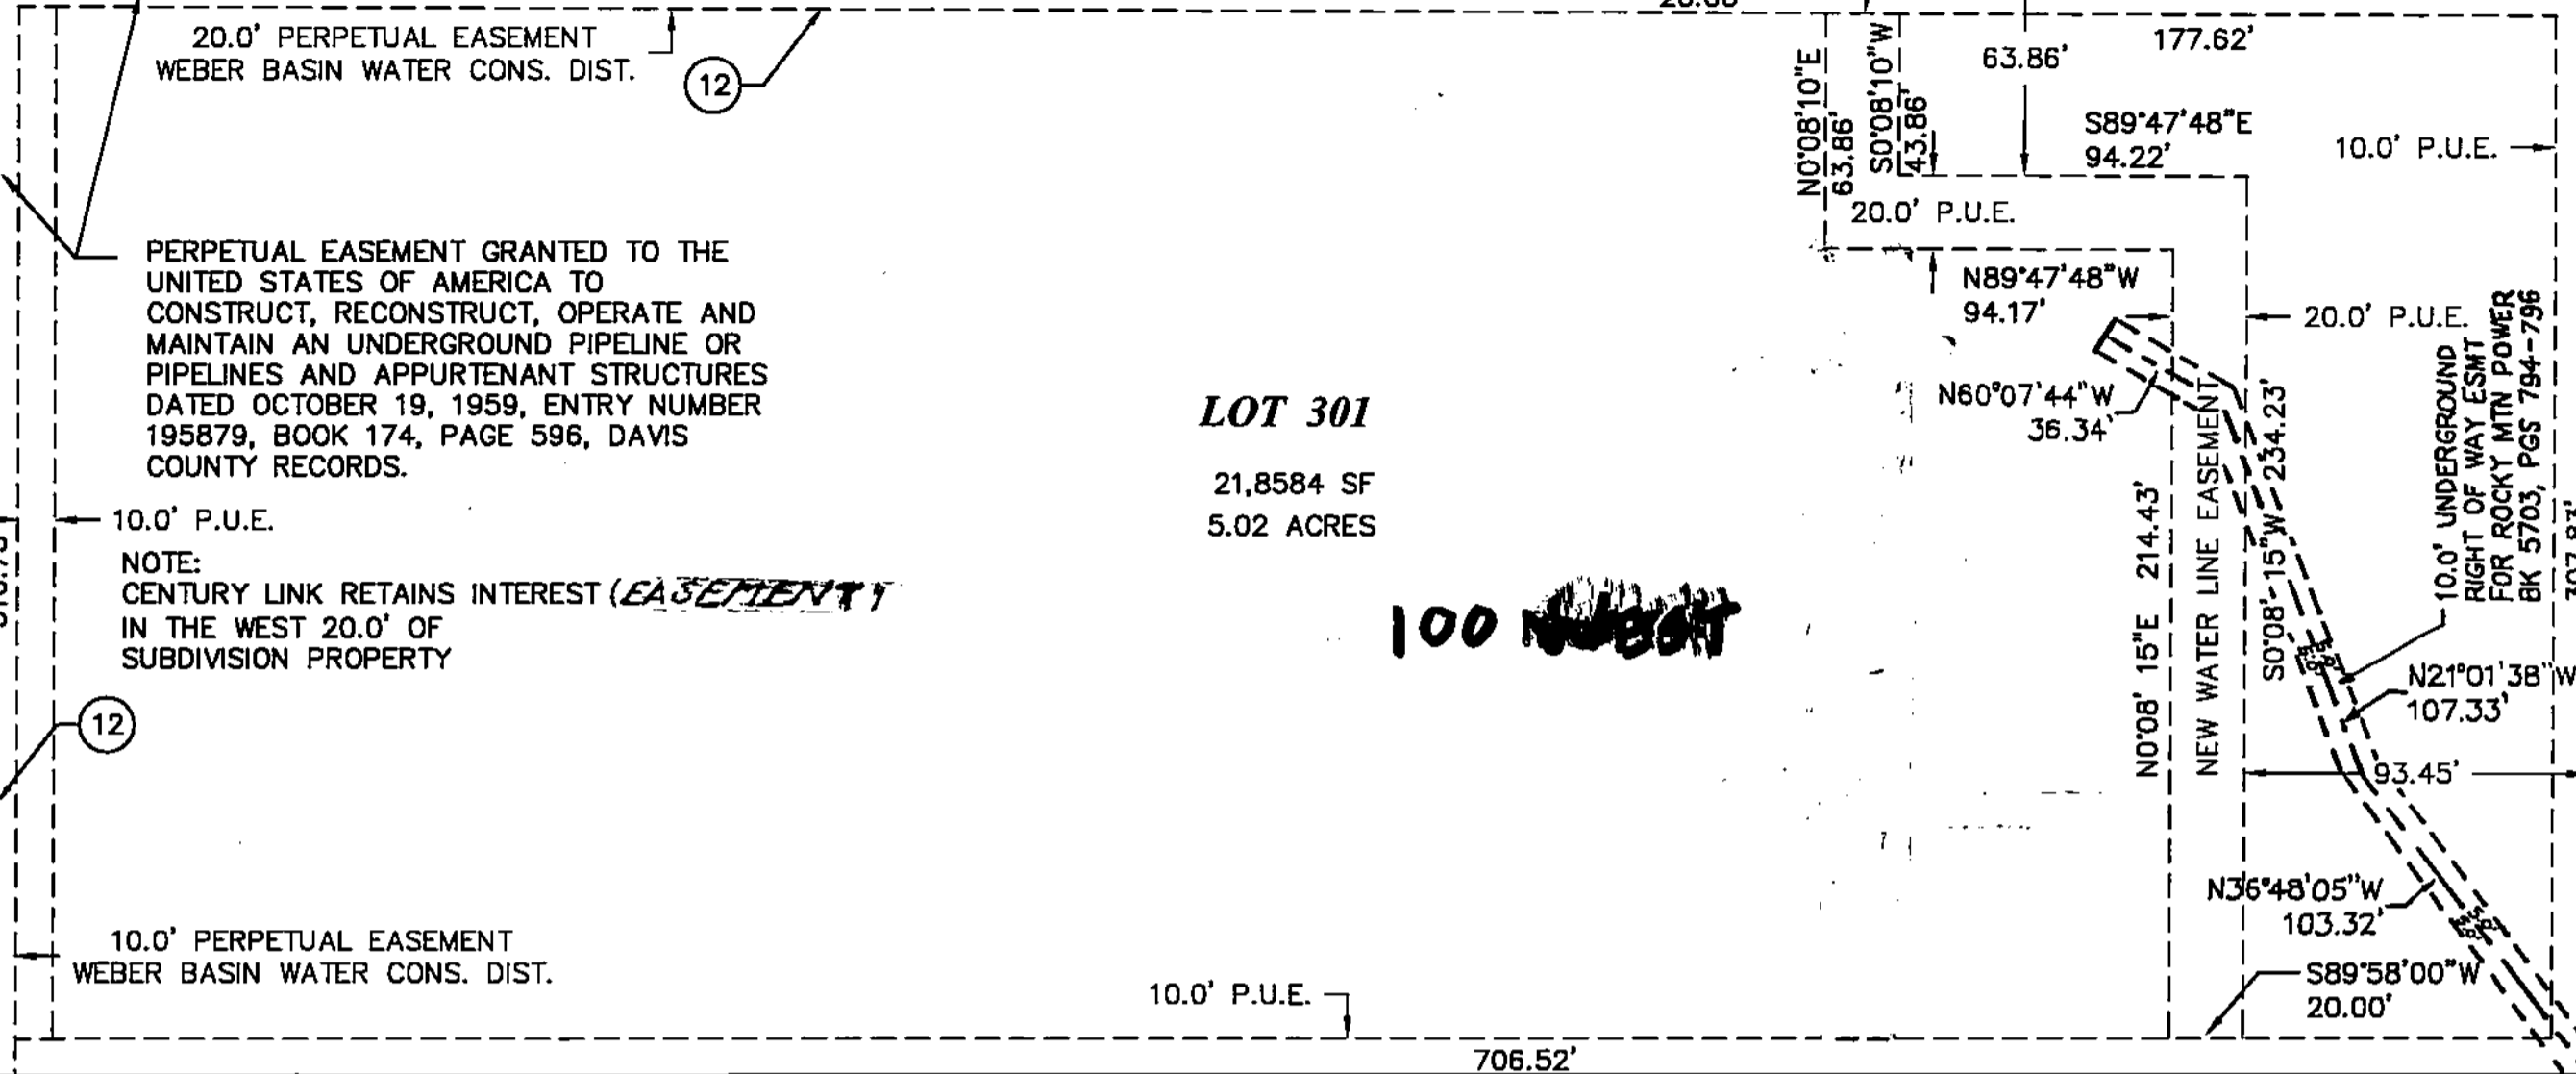 20.0' PERPETUAL EASEMENT
WEBER BASIN WATER CONS. DIST.
12
177.62'
63.86'
N0°08'10"E
63.86'
S0°08'10"W
43.86'
S89°47'48"E
94.22'
10.0' P.U.E.
20.0' P.U.E.
PERPETUAL EASEMENT GRANTED TO THE
UNITED STATES OF AMERICA TO
CONSTRUCT, RECONSTRUCT, OPERATE AND
MAINTAIN AN UNDERGROUND PIPELINE OR
PIPELINES AND APPURTENANT STRUCTURES
DATED OCTOBER 19, 1959, ENTRY NUMBER
195879, BOOK 174, PAGE 596, DAVIS
COUNTY RECORDS.
N89°47'48"W
94.17'
20.0' P.U.E.
10.0' UNDERGROUND
RIGHT OF WAY ESMT
FOR ROCKY MTN POWER
BK 5703, PGS 794-796
LOT 301
21,8584 SF
5.02 ACRES
N60°07'44"W
36.34'
10.0' P.U.E.
NOTE:
CENTURY LINK RETAINS INTEREST (EASEMENT)
IN THE WEST 20.0' OF
SUBDIVISION PROPERTY
100
N0°08' 15"E 214.43'
NEW WATER LINE EASEMENT
S0°08'-15"W 234.23'
N21°01'38"W
107.33'
12
93.45'
N36°48'05"W
103.32'
10.0' PERPETUAL EASEMENT
WEBER BASIN WATER CONS. DIST.
10.0' P.U.E.
S89°58'00"W
20.00'
706.52'